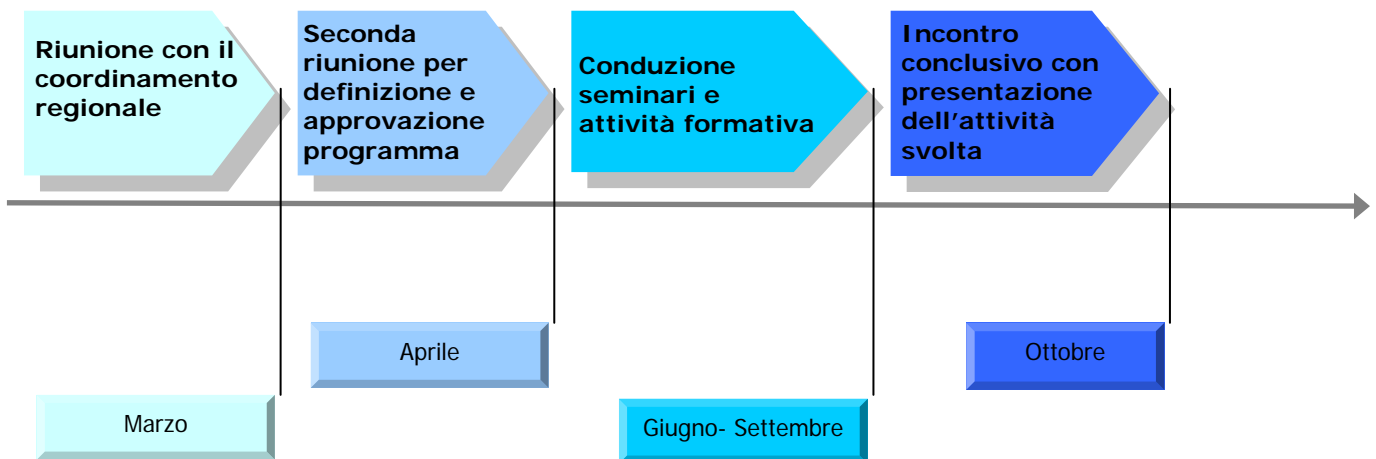 Riunione con il
coordinamento
regionale
Seconda
riunione per
definizione e
approvazione
programma
Conduzione
seminari e
attività formativa
Incontro
conclusivo con
presentazione
dell'attività
svolta
Aprile
Ottobre
Marzo
Giugno- Settembre